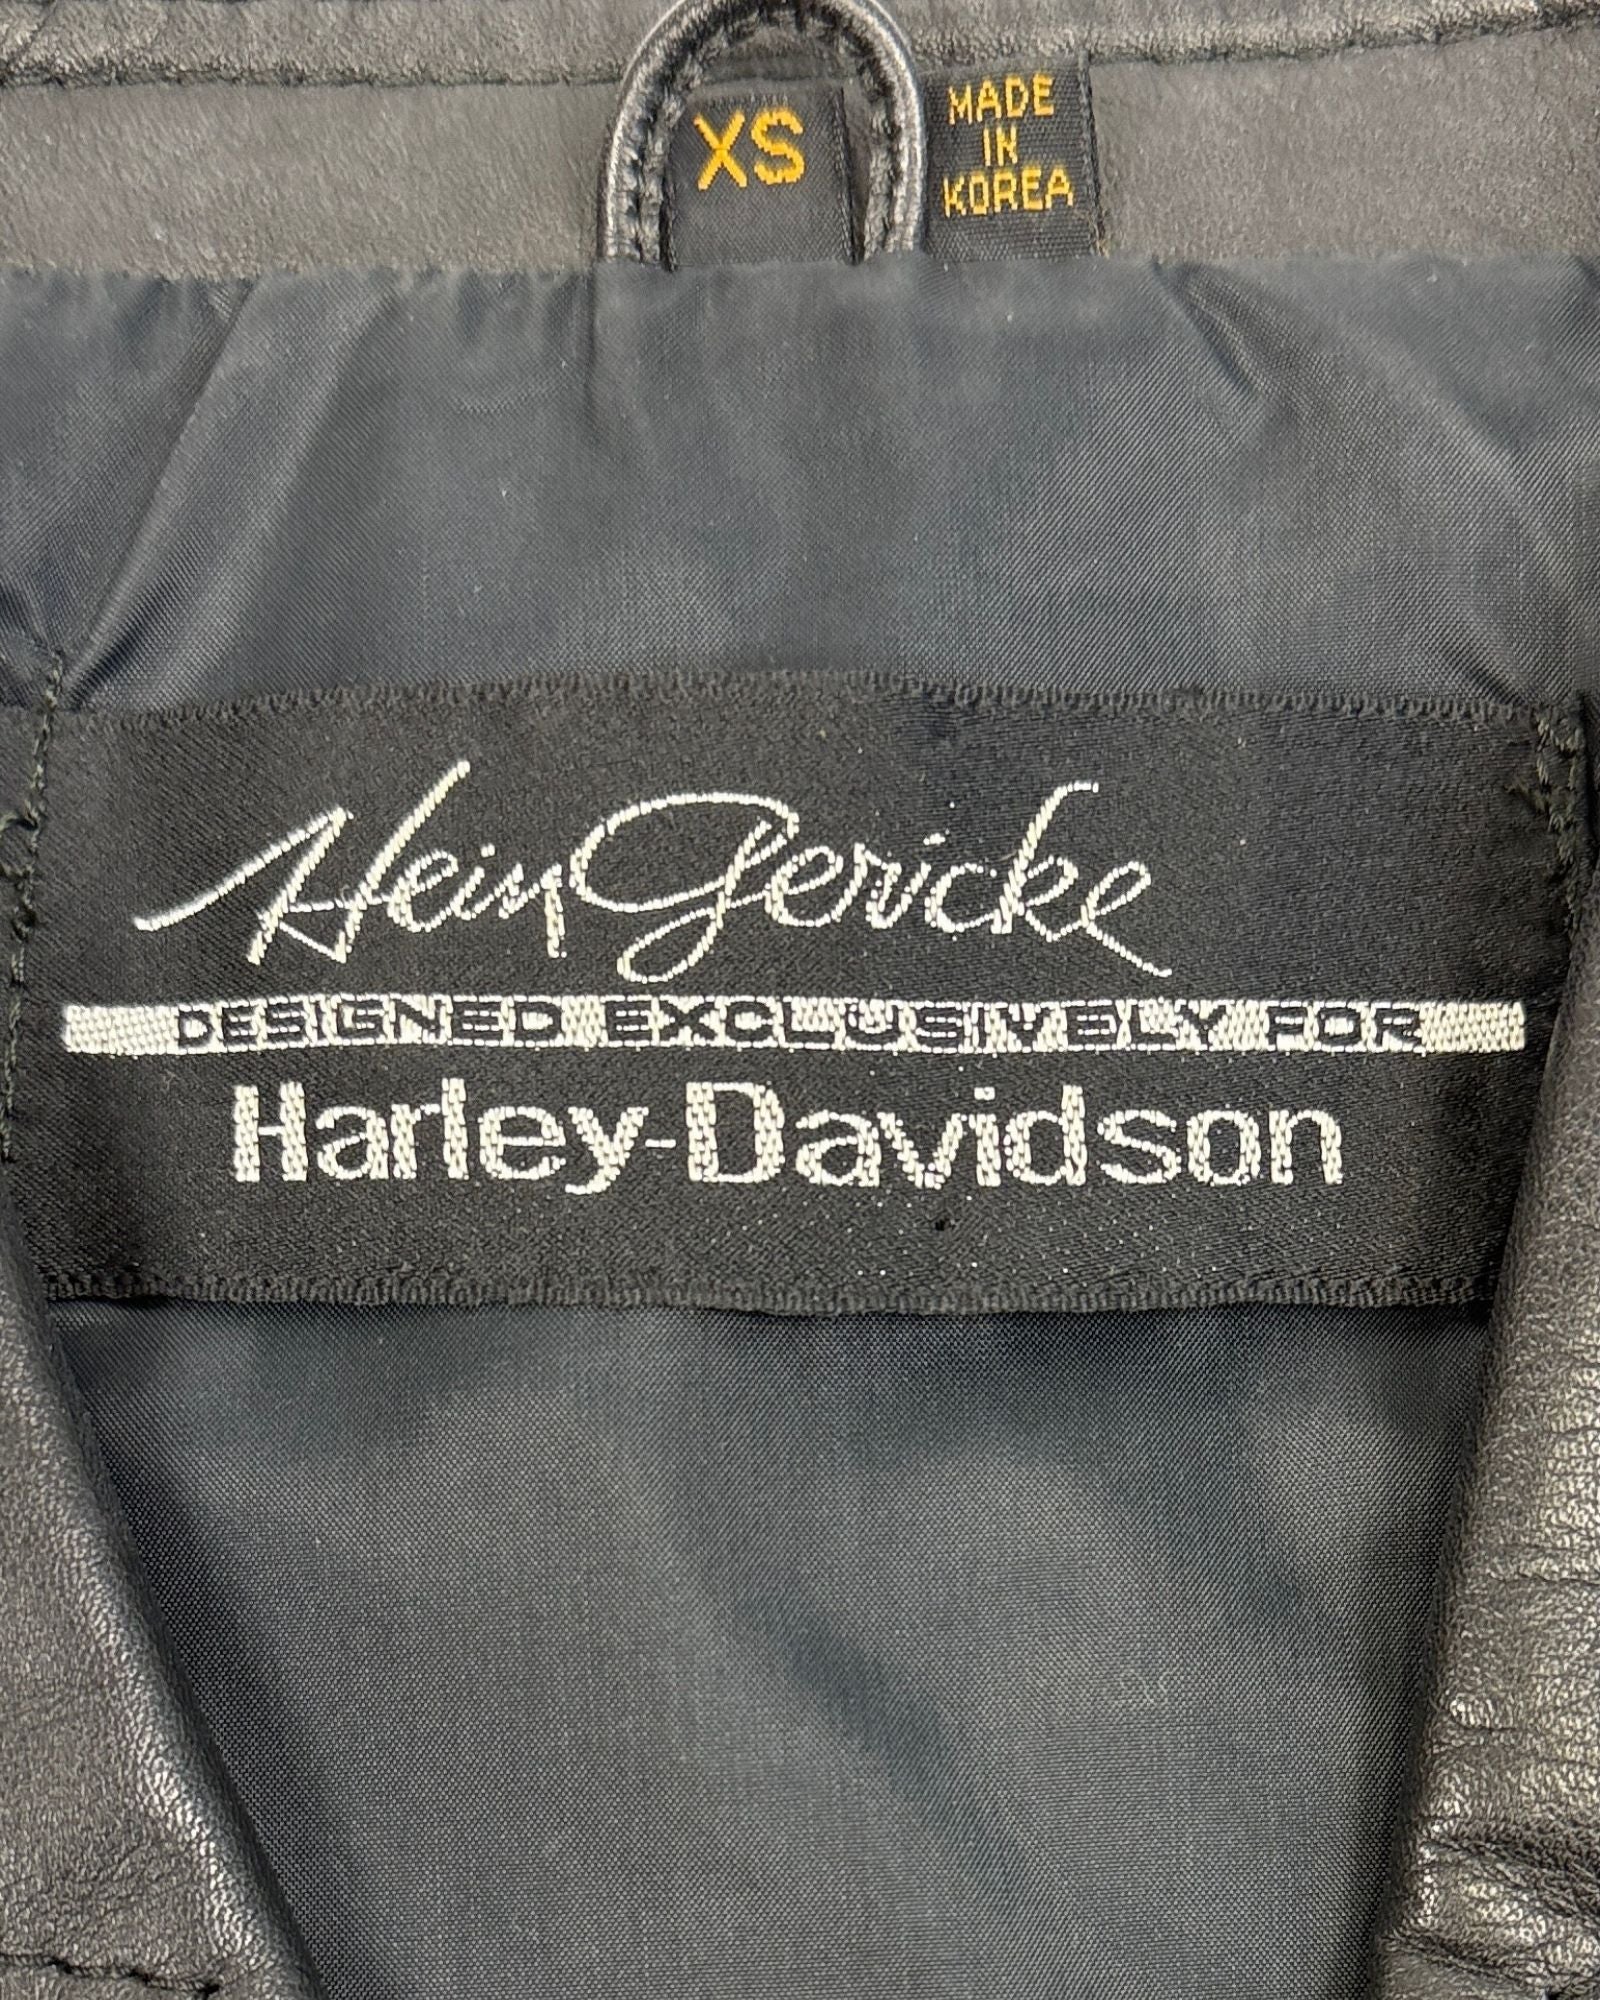 XS
MADE
IN
KOREA
Hein Gericke
DESIGNED EXCLUSIVELY FOR
Harley-Davidson